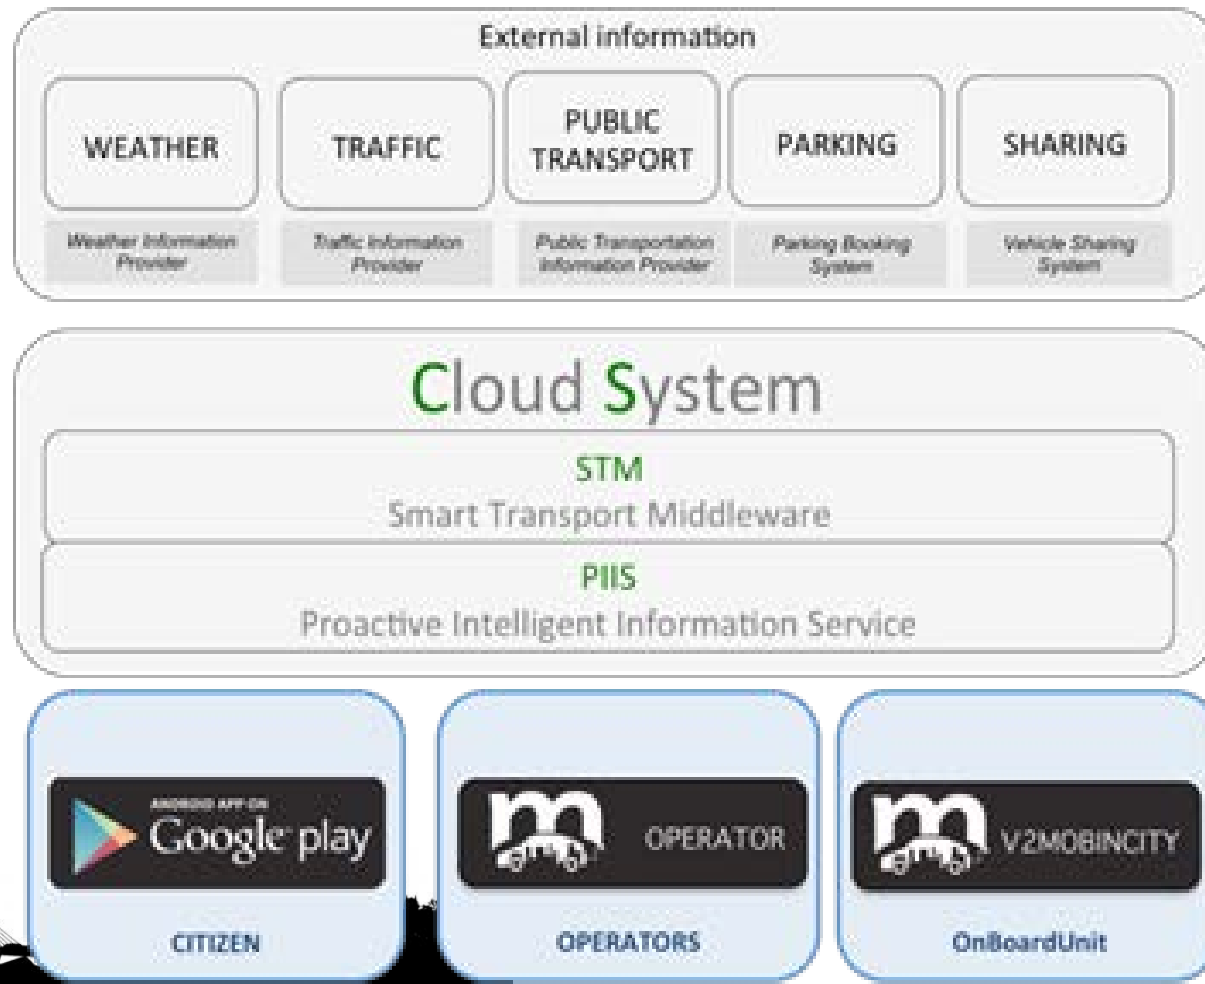 External information
WEATHER
TRAFFIC
PUBLIC
TRANSPORT
PARKING
SHARING
Weather Information
Provider
Traffic Information
Provider
Public Transportation
Information Provider
Parking Booking
System
Vehicle Sharing
System
Cloud System
STM
Smart Transport Middleware
PIIS
Proactive Intelligent Information Service
ANDROID APP ON
Google play
CITIZEN
m OPERATOR
OPERATORS
m V2MOBINCITY
OnBoardUnit